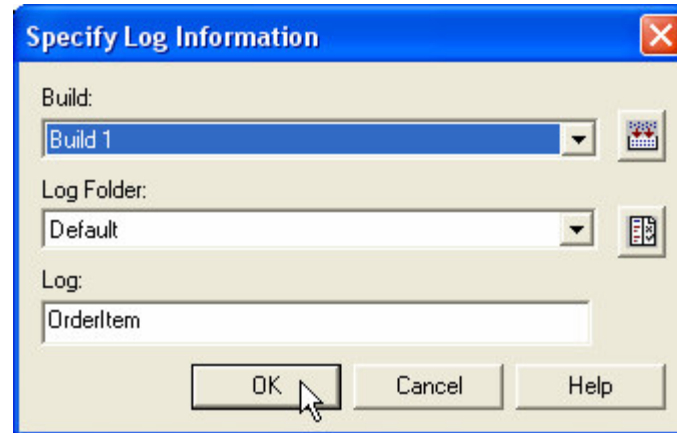 Specify Log Information
Build:
Build 1
Log Folder:
Default
Log:
OrderItem
OK Cancel Help